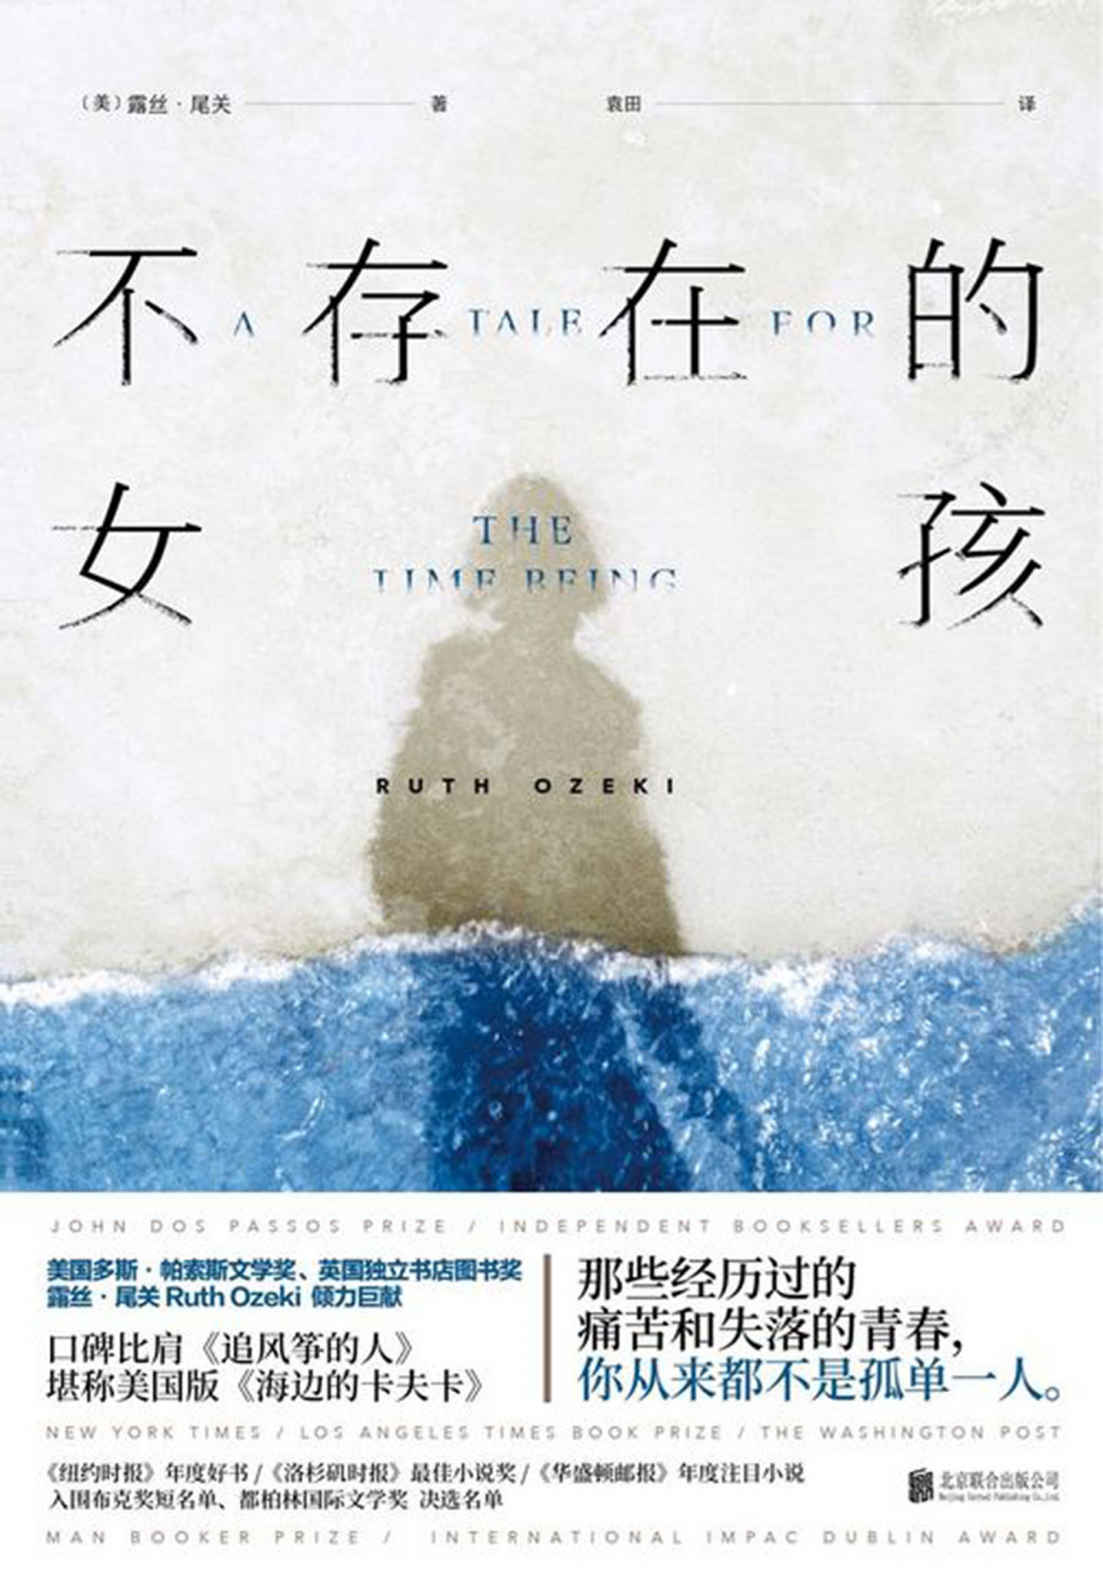 〔美〕露丝·尾关 著 袁田 译
不存在的
A TALE FOR
女孩
THE
TIME BEING
RUTH OZEKI
JOHN DOS PASSOS PRIZE / INDEPENDENT BOOKSELLERS AWARD
美国多斯·帕索斯文学奖、英国独立书店图书奖
露丝·尾关 Ruth Ozeki 倾力巨献
口碑比肩《追风筝的人》
堪称美国版《海边的卡夫卡》
那些经历过的
痛苦和失落的青春,
你从来都不是孤单一人。
NEW YORK TIMES / LOS ANGELES TIMES BOOK PRIZE / THE WASHINGTON POST
《纽约时报》年度好书 /《洛杉矶时报》最佳小说奖 /《华盛顿邮报》年度注目小说
入围布克奖短名单、都柏林国际文学奖 决选名单
北京联合出版公司
Beijing United Publishing Co.,Ltd.
MAN BOOKER PRIZE / INTERNATIONAL IMPAC DUBLIN AWARD